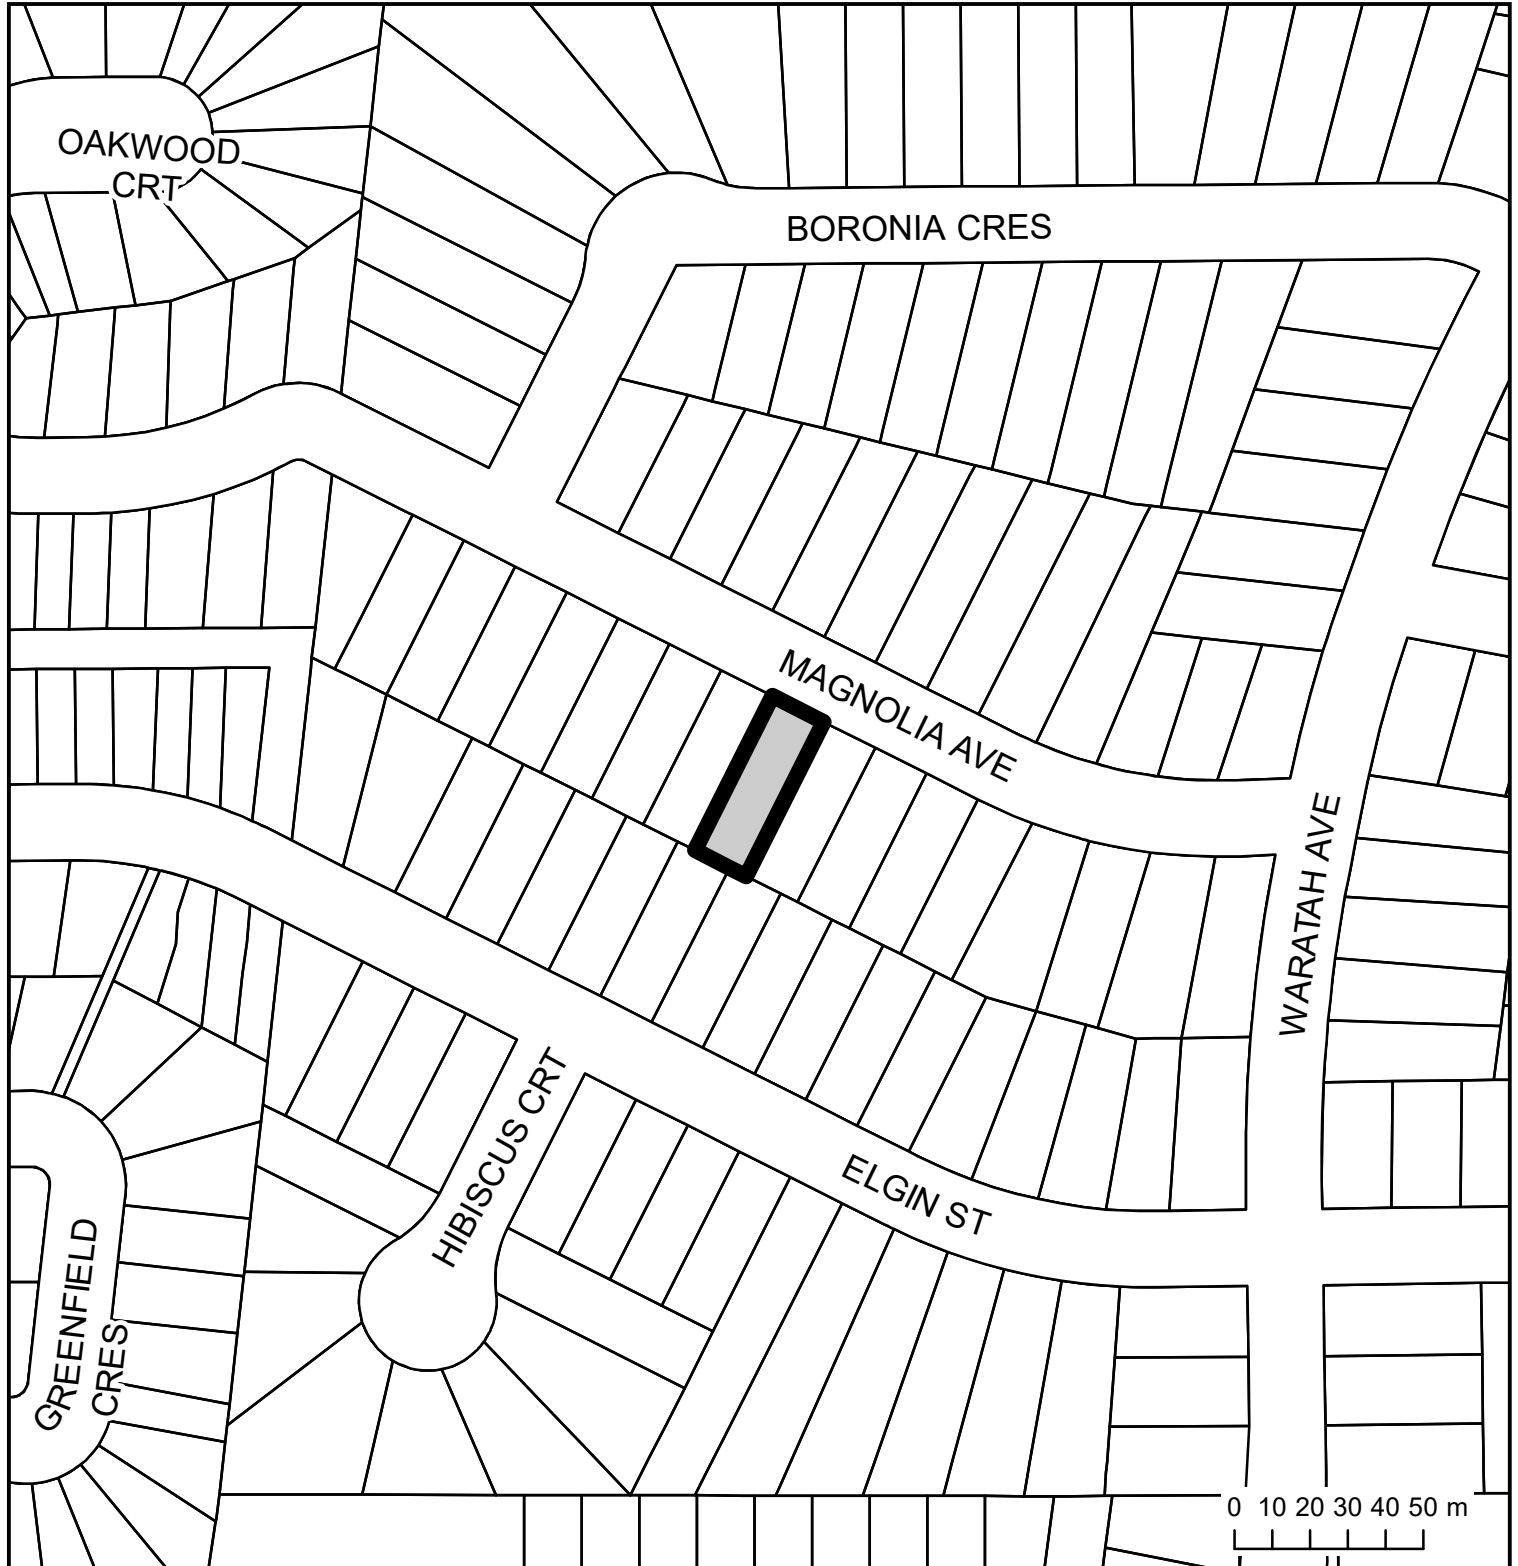 OAKWOOD
CRT
BORONIA CRES
MAGNOLIA AVE
WARATAH AVE
HIBISCUS CRT
ELGIN ST
GREENFIELD
CRES
0 10 20 30 40 50 m